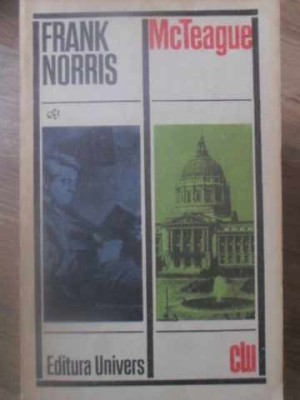 FRANK
NORRIS
McTeague
Editura Univers
clu